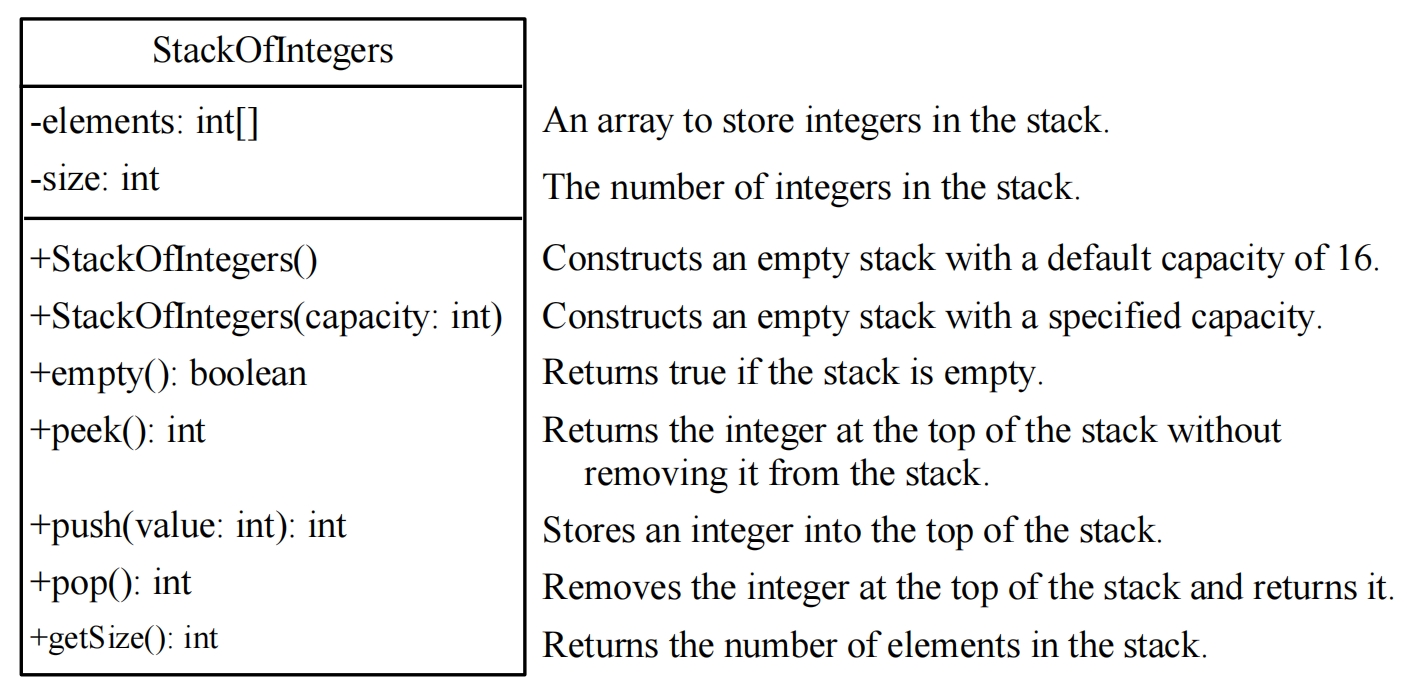 StackOfIntegers
-elements: int[]
An array to store integers in the stack.
-size: int
The number of integers in the stack.
+StackOfIntegers()
Constructs an empty stack with a default capacity of 16.
+StackOfIntegers(capacity: int)
Constructs an empty stack with a specified capacity.
+empty(): boolean
Returns true if the stack is empty.
+peek(): int
Returns the integer at the top of the stack without
removing it from the stack.
+push(value: int): int
Stores an integer into the top of the stack.
+pop(): int
Removes the integer at the top of the stack and returns it.
+getSize(): int
Returns the number of elements in the stack.